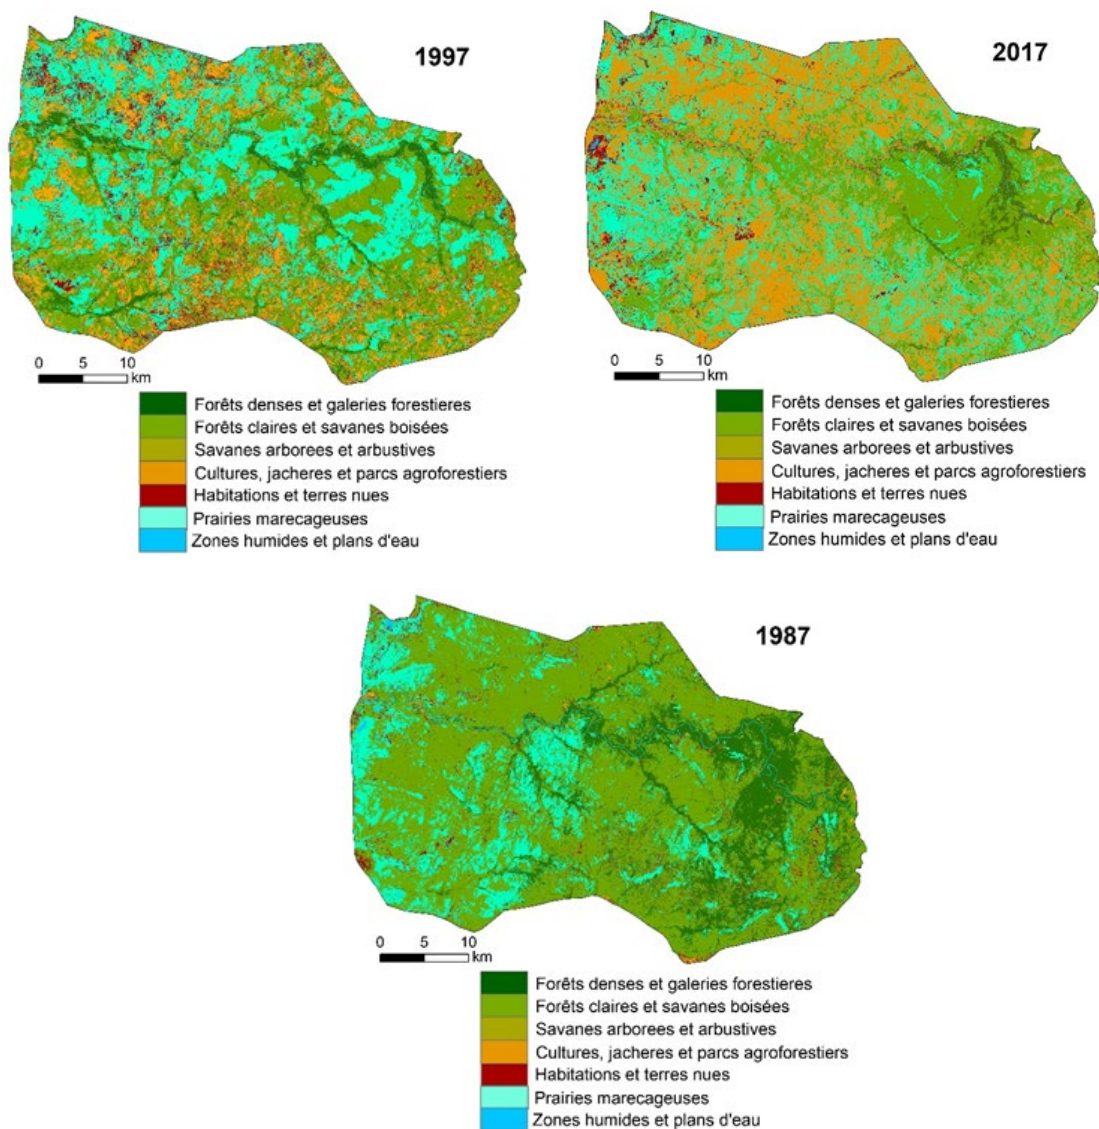 1997
0 5 10
km
Forêts denses et galeries forestieres
Forêts claires et savanes boisées
Savanes arborees et arbustives
Cultures, jacheres et parcs agroforestiers
Habitations et terres nues
Prairies marecageuses
Zones humides et plans d'eau
2017
0 5 10
km
Forêts denses et galeries forestieres
Forêts claires et savanes boisées
Savanes arborees et arbustives
Cultures, jacheres et parcs agroforestiers
Habitations et terres nues
Prairies marecageuses
Zones humides et plans d'eau
1987
0 5 10
km
Forêts denses et galeries forestieres
Forêts claires et savanes boisées
Savanes arborees et arbustives
Cultures, jacheres et parcs agroforestiers
Habitations et terres nues
Prairies marecageuses
Zones humides et plans d'eau